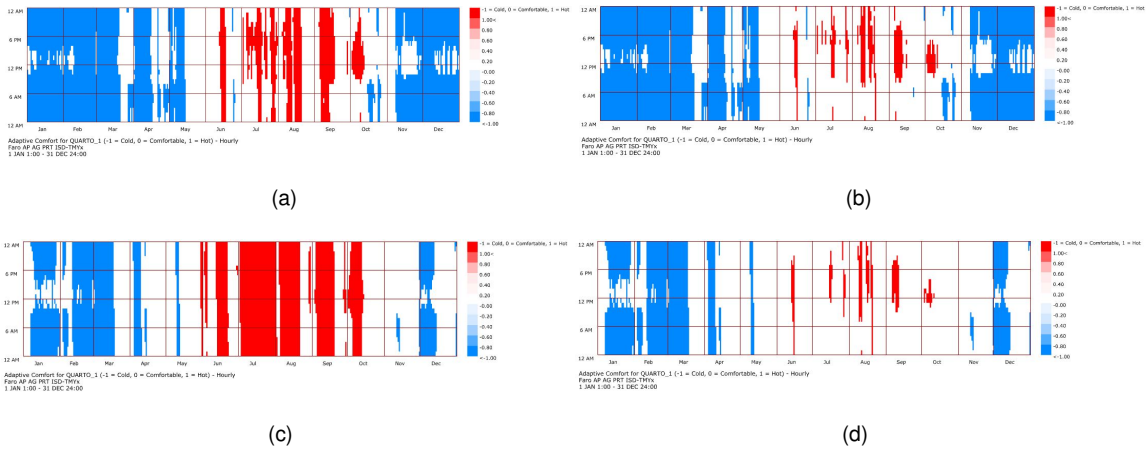 12 AM
6 PM
12 PM
6 AM
12 AM
Jan Feb Mar Apr May Jun Jul Aug Sep Oct Nov Dec
-1 = Cold, 0 = Comfortable, 1 = Hot
1.00<
0.80
0.60
0.40
0.20
-0.00
-0.20
-0.40
-0.60
-0.80
<-1.00
Adaptive Comfort for QUARTO_1 (-1 = Cold, 0 = Comfortable, 1 = Hot) - Hourly
Faro AP AG PRT ISD-TMYx
1 JAN 1:00 - 31 DEC 24:00
(a)
12 AM
6 PM
12 PM
6 AM
12 AM
Jan Feb Mar Apr May Jun Jul Aug Sep Oct Nov Dec
-1 = Cold, 0 = Comfortable, 1 = Hot
1.00<
0.80
0.60
0.40
0.20
-0.00
-0.20
-0.40
-0.60
-0.80
<-1.00
Adaptive Comfort for QUARTO_1 (-1 = Cold, 0 = Comfortable, 1 = Hot) - Hourly
Faro AP AG PRT ISD-TMYx
1 JAN 1:00 - 31 DEC 24:00
(b)
12 AM
6 PM
12 PM
6 AM
12 AM
Jan Feb Mar Apr May Jun Jul Aug Sep Oct Nov Dec
-1 = Cold, 0 = Comfortable, 1 = Hot
1.00<
0.80
0.60
0.40
0.20
-0.00
-0.20
-0.40
-0.60
-0.80
<-1.00
Adaptive Comfort for QUARTO_1 (-1 = Cold, 0 = Comfortable, 1 = Hot) - Hourly
Faro AP AG PRT ISD-TMYx
1 JAN 1:00 - 31 DEC 24:00
(c)
12 AM
6 PM
12 PM
6 AM
12 AM
Jan Feb Mar Apr May Jun Jul Aug Sep Oct Nov Dec
-1 = Cold, 0 = Comfortable, 1 = Hot
1.00<
0.80
0.60
0.40
0.20
-0.00
-0.20
-0.40
-0.60
-0.80
<-1.00
Adaptive Comfort for QUARTO_1 (-1 = Cold, 0 = Comfortable, 1 = Hot) - Hourly
Faro AP AG PRT ISD-TMYx
1 JAN 1:00 - 31 DEC 24:00
(d)